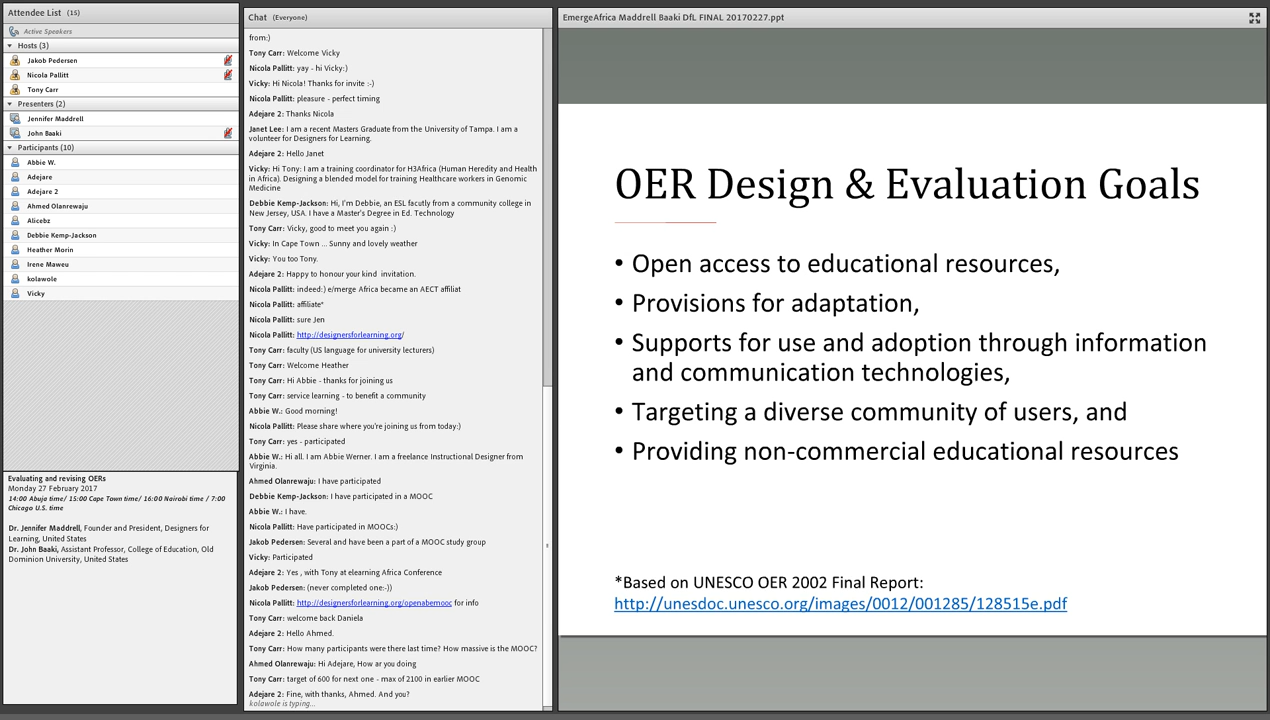 Attendee List (15)
Active Speakers
Hosts (3)
Jakob Pedersen
Nicola Pallitt
Tony Carr
Presenters (2)
Jennifer Maddrell
John Baaki
Participants (10)
Abbie W.
Adejare
Adejare 2
Ahmed Olanrewaju
Alicebz
Debbie Kemp-Jackson
Heather Morin
Irene Maweu
kolawole
Vicky
Evaluating and revising OERs
Monday 27 February 2017
14:00 Abuja time/ 15:00 Cape Town time/ 16:00 Nairobi time / 7:00
Chicago U.S. time
Dr. Jennifer Maddrell, Founder and President, Designers for
Learning, United States
Dr. John Baaki, Assistant Professor, College of Education, Old
Dominion University, United States
Chat (Everyone)
from:)
Tony Carr: Welcome Vicky
Nicola Pallitt: yay - hi Vicky:)
Vicky: Hi Nicola! Thanks for invite :-)
Nicola Pallitt: pleasure - perfect timing
Adejare 2: Thanks Nicola
Janet Lee: I am a recent Masters Graduate from the University of Tampa. I am a
volunteer for Designers for Learning.
Adejare 2: Hello Janet
Vicky: Hi Tony: I am a training coordinator for H3Africa (Human Heredity and Health
in Africa). Designing a blended model for training Healthcare workers in Genomic
Medicine
Debbie Kemp-Jackson: Hi, I'm Debbie, an ESL facutly from a community college in
New Jersey, USA. I have a Master's Degree in Ed. Technology
Tony Carr: Vicky, good to meet you again :)
Vicky: In Cape Town ... Sunny and lovely weather
Vicky: You too Tony.
Adejare 2: Happy to honour your kind invitation.
Nicola Pallitt: indeed:) e/merge Africa became an AECT affiliat
Nicola Pallitt: affiliate*
Nicola Pallitt: sure Jen
Nicola Pallitt: http://designersforlearning.org/
Tony Carr: faculty (US language for university lecturers)
Tony Carr: Welcome Heather
Tony Carr: Hi Abbie - thanks for joining us
Tony Carr: service learning - to benefit a community
Abbie W.: Good morning!
Nicola Pallitt: Please share where you're joining us from today:)
Tony Carr: yes - participated
Abbie W.: Hi all. I am Abbie Werner. I am a freelance Instructional Designer from
Virginia.
Ahmed Olanrewaju: I have participated
Debbie Kemp-Jackson: I have participated in a MOOC
Abbie W.: I have.
Nicola Pallitt: Have participated in MOOCs:)
Jakob Pedersen: Several and have been a part of a MOOC study group
Vicky: Participated
Adejare 2: Yes , with Tony at elearning Africa Conference
Jakob Pedersen: (never completed one:-))
Nicola Pallitt: http://designersforlearning.org/openabemooc for info
Tony Carr: welcome back Daniela
Adejare 2: Hello Ahmed.
Tony Carr: How many participants were there last time? How massive is the MOOC?
Ahmed Olanrewaju: Hi Adejare, How ar you doing
Tony Carr: target of 600 for next one - max of 2100 in earlier MOOC
Adejare 2: Fine, with thanks, Ahmed. And you?
kolawole is typing...
EmergeAfrica Maddrell Baaki DfL FINAL 20170227.ppt
OER Design & Evaluation Goals
• Open access to educational resources,
• Provisions for adaptation,
• Supports for use and adoption through information
and communication technologies,
• Targeting a diverse community of users, and
• Providing non-commercial educational resources
*Based on UNESCO OER 2002 Final Report:
http://unesdoc.unesco.org/images/0012/001285/128515e.pdf